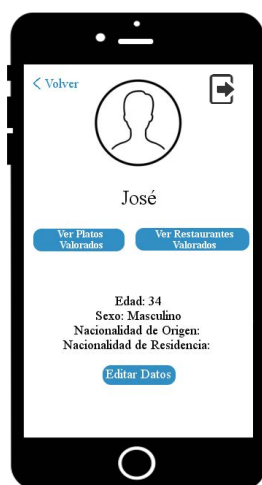 < Volver
José
Ver Platos
Valorados
Ver Restaurantes
Valorados
Edad: 34
Sexo: Masculino
Nacionalidad de Origen:
Nacionalidad de Residencia:
Editar Datos